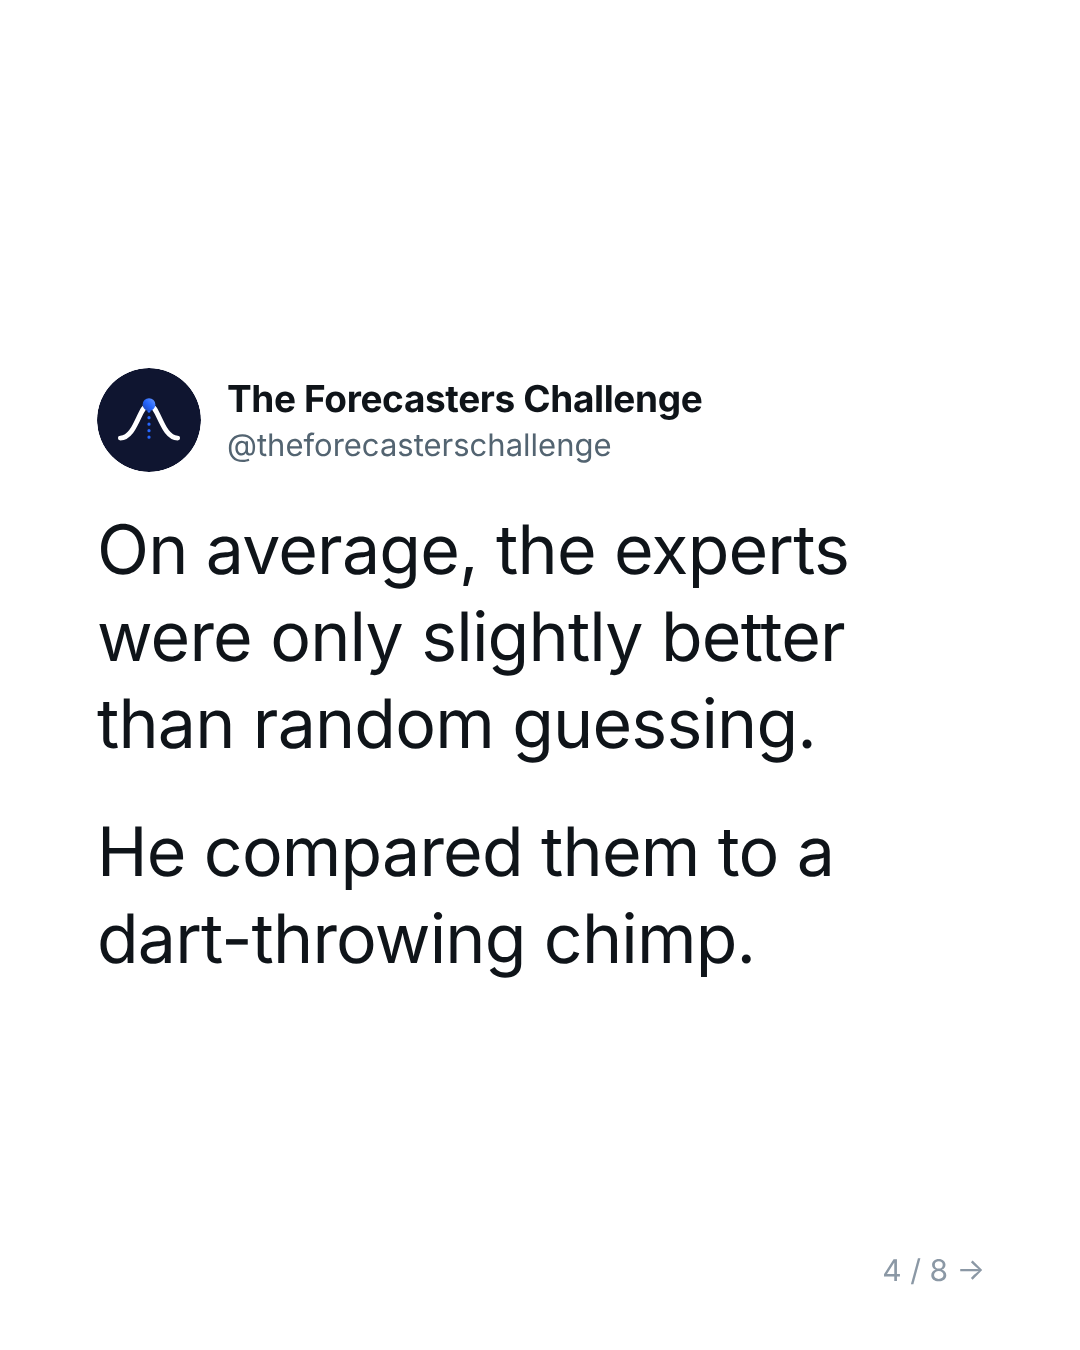 The Forecasters Challenge
@theforecasterschallenge
On average, the experts
were only slightly better
than random guessing.
He compared them to a
dart-throwing chimp.
4 / 8 →